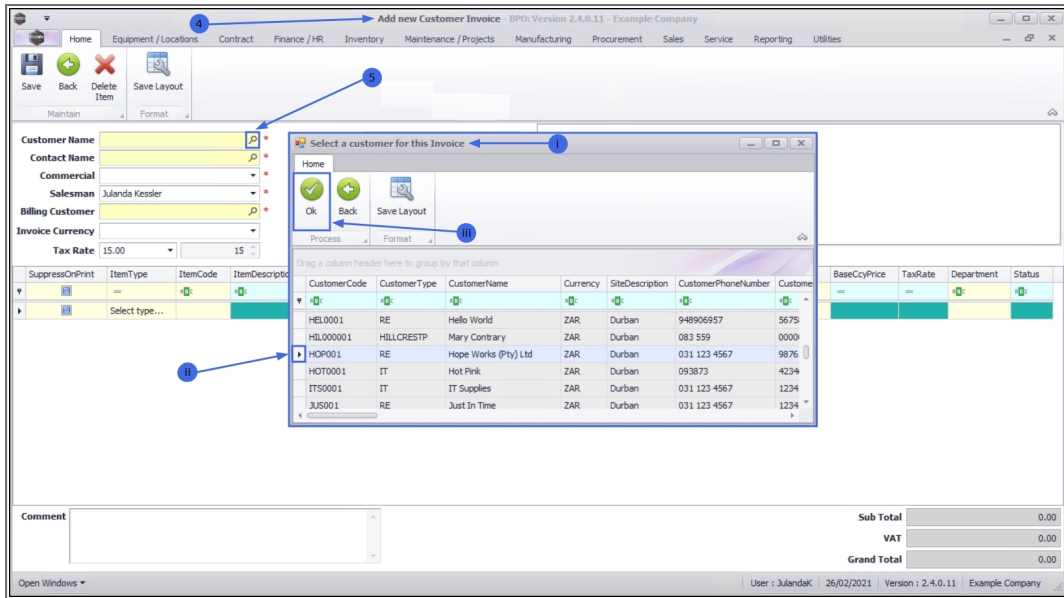 4
Add new Customer Invoice - BPO: Version 2.4.0.11 - Example Company
Home Equipment / Locations Contract Finance / HR Inventory Maintenance / Projects Manufacturing Procurement Sales Service Reporting Utilities
Save Back Delete Item Save Layout
Maintain Format
5
Customer Name *
Contact Name *
Commercial *
Salesman Julanda Kessler *
Billing Customer *
Invoice Currency
Tax Rate 15.00 15
Select a customer for this Invoice
i
Home
Ok Back Save Layout
iii
Process Format
Drag a column header here to group by that column
CustomerCode CustomerType CustomerName Currency SiteDescription CustomerPhoneNumber Custome
HEL0001 RE Hello World ZAR Durban 948906957 5675
HIL000001 HILLCRESTP Mary Contrary ZAR Durban 083 559 0000
HOP001 RE Hope Works (Pty) Ltd ZAR Durban 031 123 4567 9876
HOT0001 IT Hot Pink ZAR Durban 093873 4234
ITS0001 IT IT Supplies ZAR Durban 031 123 4567 1234
JUS001 RE Just In Time ZAR Durban 031 123 4567 1234
SuppressOnPrint ItemType ItemCode ItemDescriptio BaseCcyPrice TaxRate Department Status
= = =
Select type...
ii
Comment
Sub Total 0.00
VAT 0.00
Grand Total 0.00
Open Windows User : JulandaK 26/02/2021 Version : 2.4.0.11 Example Company